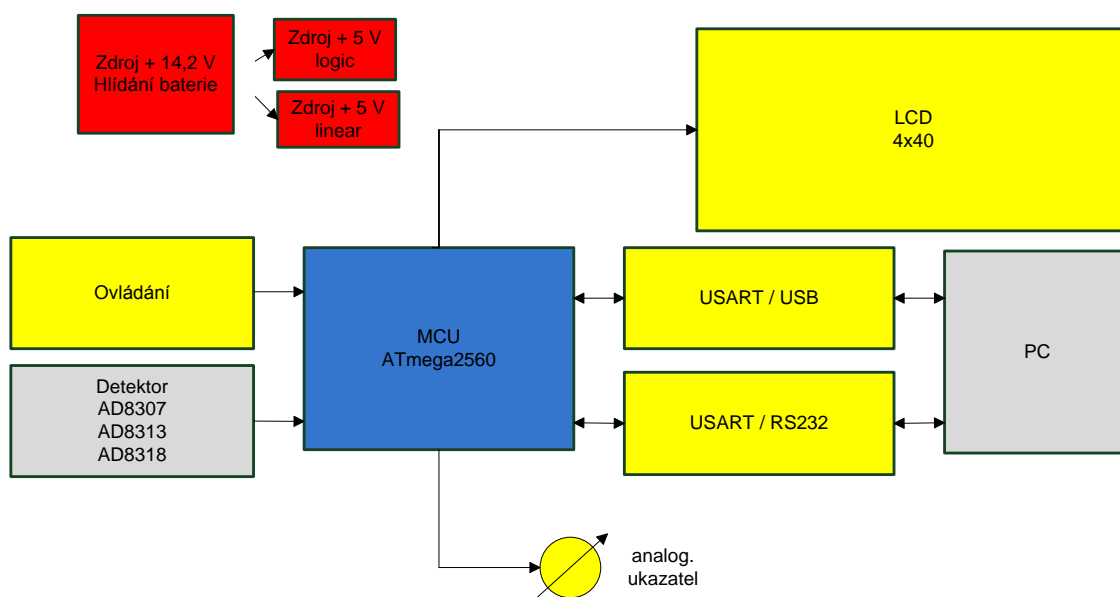 Zdroj + 14,2 V
Hlídání baterie
Zdroj + 5 V
logic
Zdroj + 5 V
linear
LCD
4x40
Ovládání
MCU
ATmega2560
USART / USB
PC
Detektor
AD8307
AD8313
AD8318
USART / RS232
analog.
ukazatel